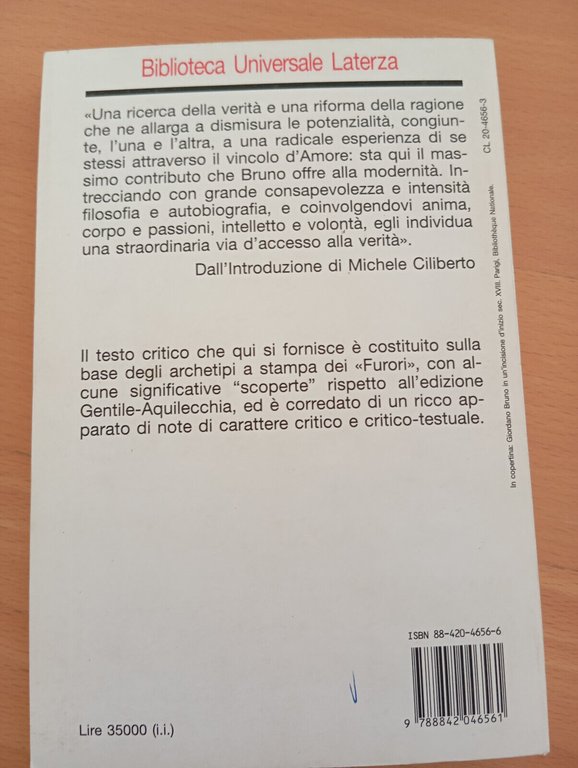 Biblioteca Universale Laterza
«Una ricerca della verità e una riforma della ragione
che ne allarga a dismisura le potenzialità, congiun-
te, l'una e l'altra, a una radicale esperienza di se
stessi attraverso il vincolo d'Amore: sta qui il mas-
simo contributo che Bruno offre alla modernità. In-
trecciando con grande consapevolezza e intensità
filosofia e autobiografia, e coinvolgendovi anima,
corpo e passioni, intelletto e volontà, egli individua
una straordinaria via d'accesso alla verità».
Dall'Introduzione di Michele Ciliberto
Il testo critico che qui si fornisce è costituito sulla
base degli archetipi a stampa dei «Furori», con al-
cune significative "scoperte" rispetto all'edizione
Gentile-Aquilecchia, ed è corredato di un ricco ap-
parato di note di carattere critico e critico-testuale.
CL 20-4656-3
In copertina: Giordano Bruno in un'incisione d'inizio sec. XVIII. Parigi, Bibliothèque Nationale.
ISBN 88-420-4656-6
9 788842 046561
Lire 35000 (i.i.)